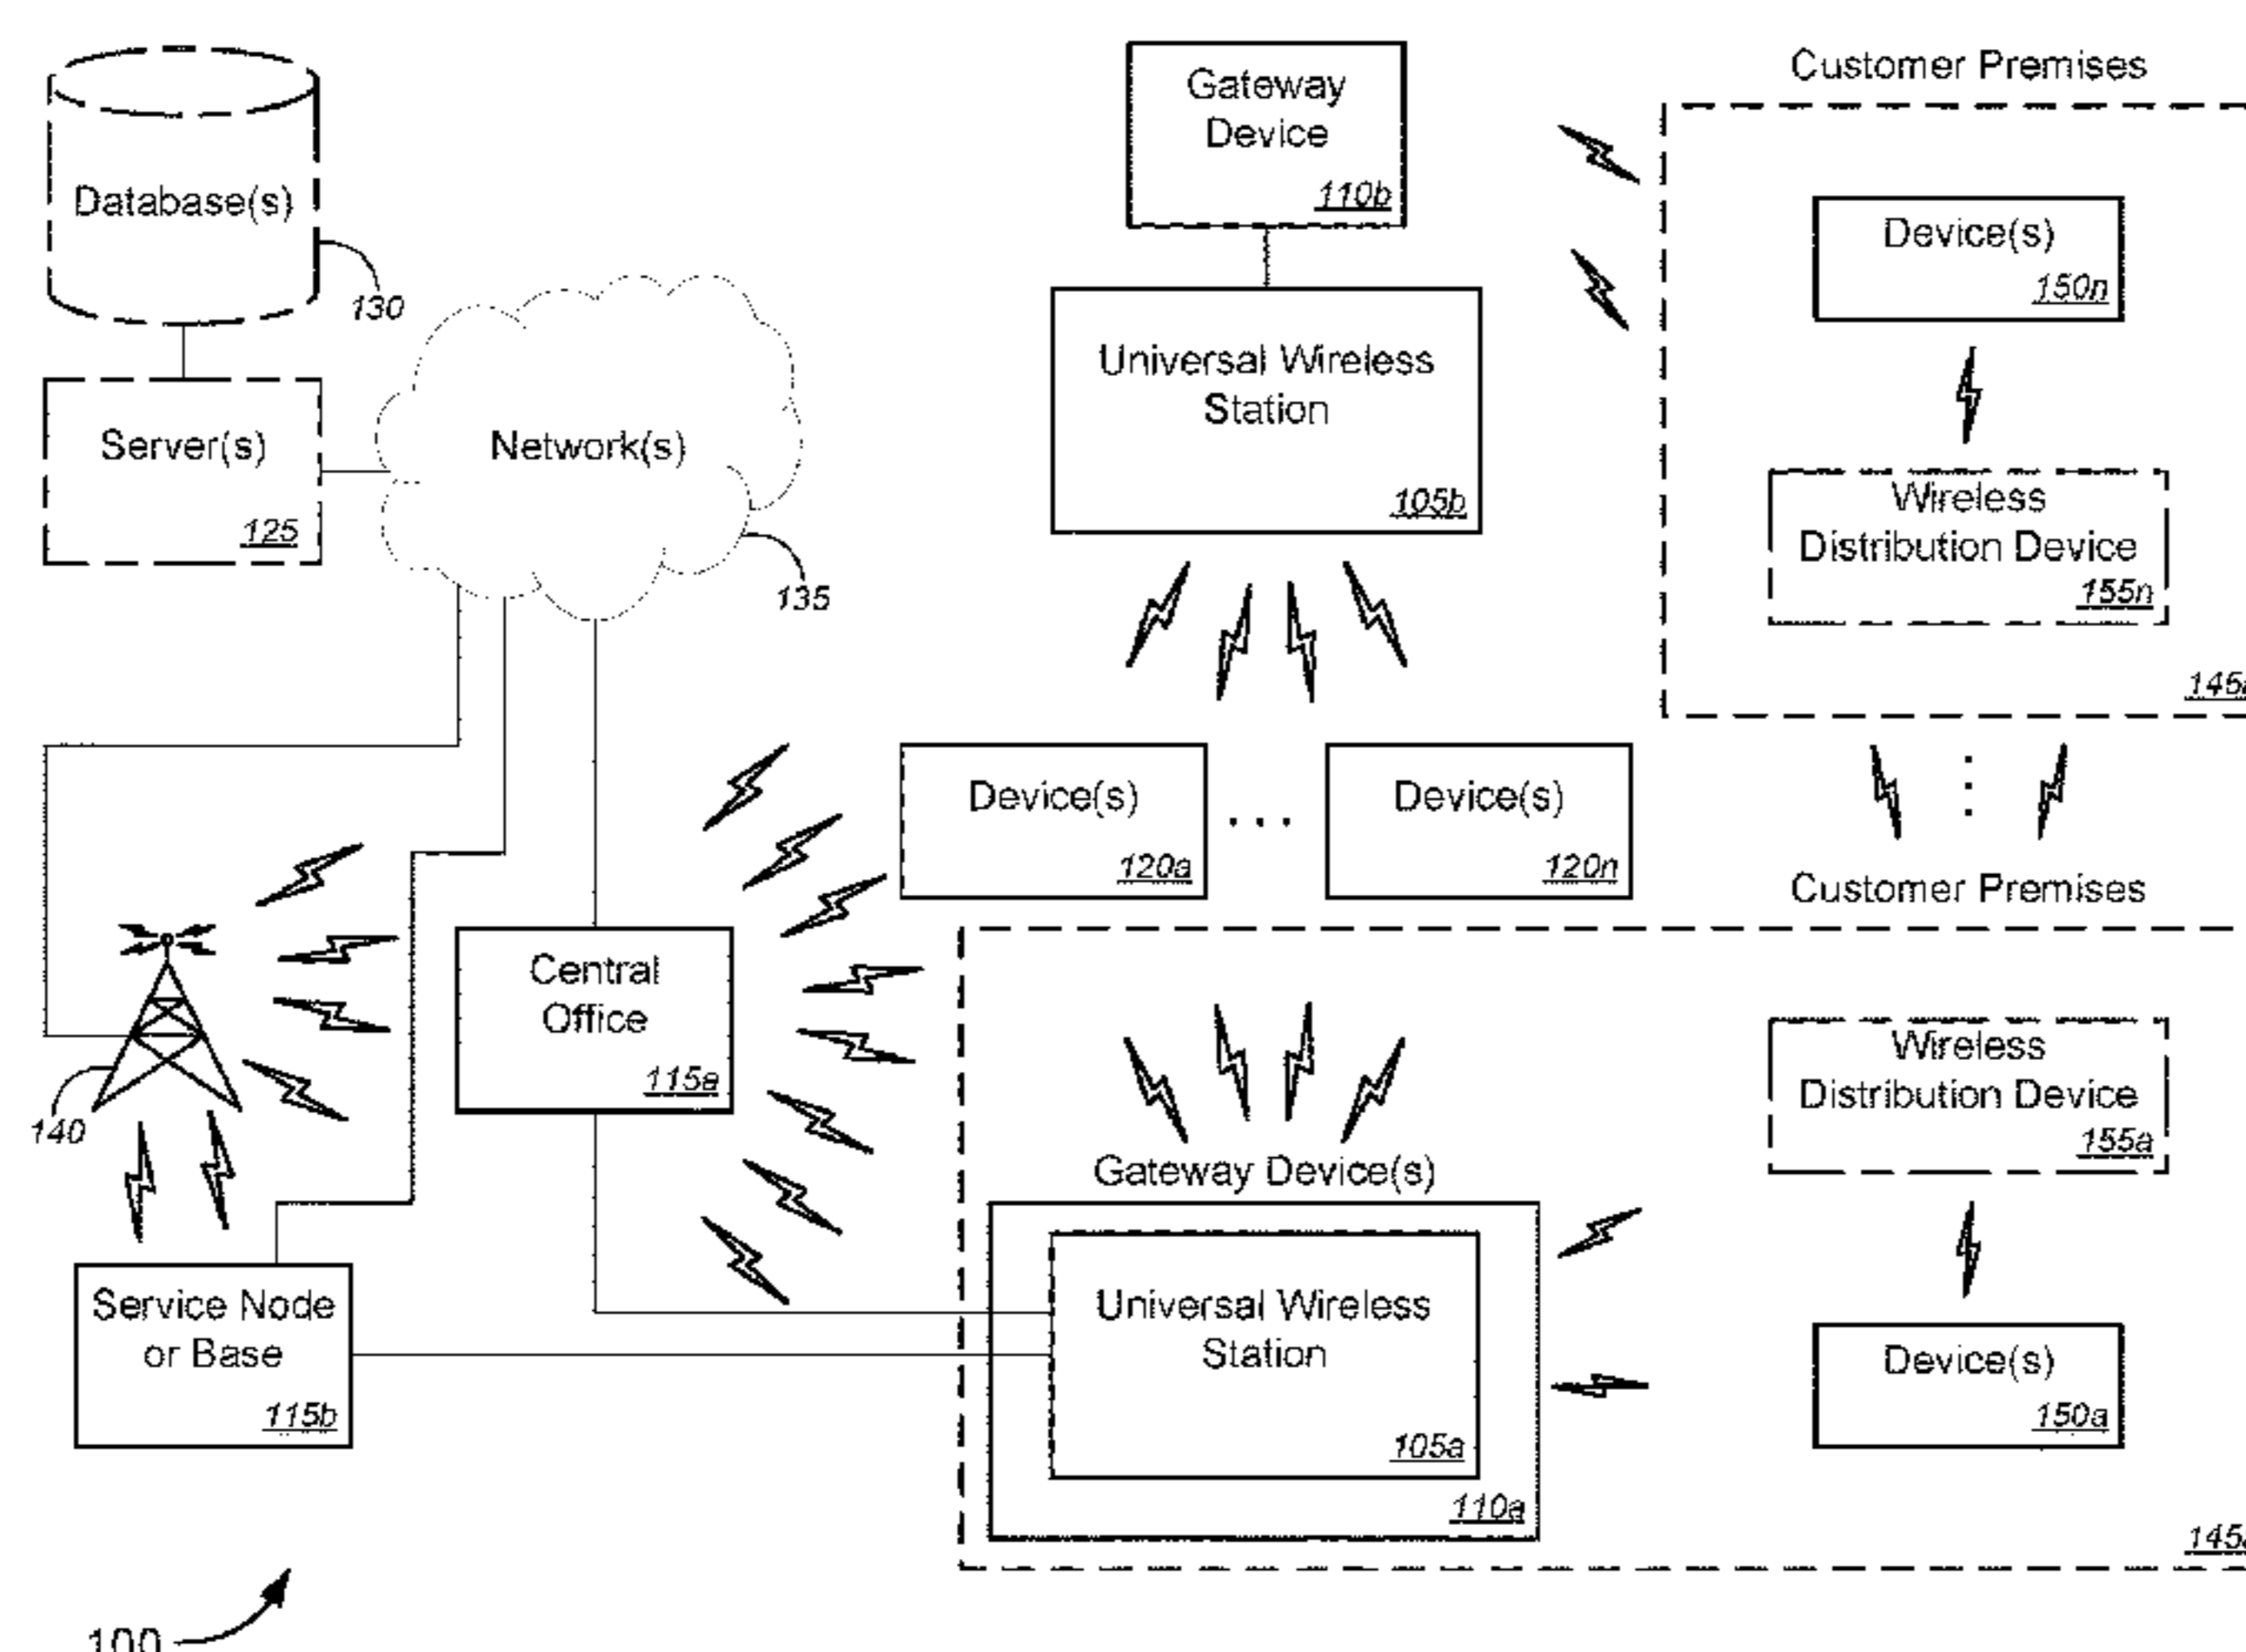 Database(s)
130
Server(s)
125
Network(s)
135
Gateway
Device
110b
Universal Wireless
Station
105b
Customer Premises
Device(s)
150n
Wireless
Distribution Device
155n
Device(s)
120a
. . .
Device(s)
120n
Customer Premises
140
Central
Office
115a
Service Node
or Base
115b
Gateway Device(s)
Universal Wireless
Station
105a
110a
Wireless
Distribution Device
155a
Device(s)
150a
100